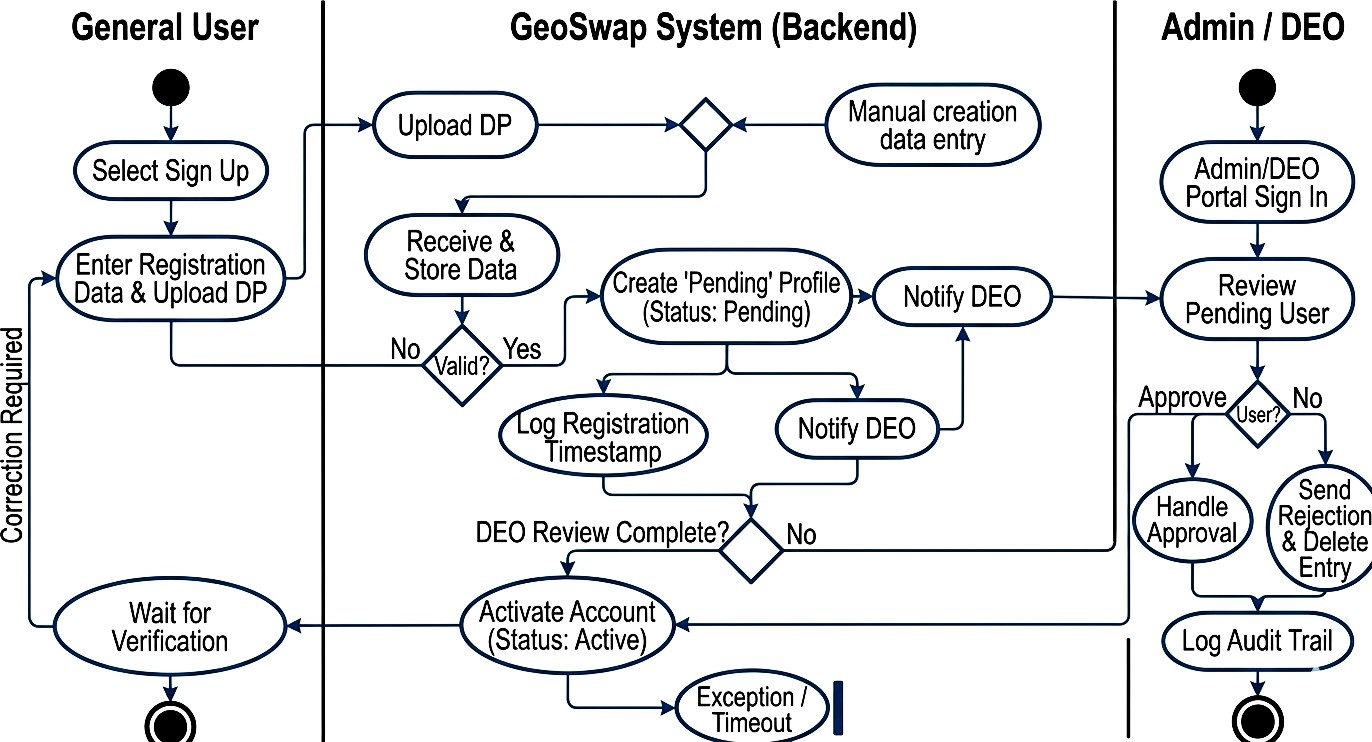 General User
GeoSwap System (Backend)
Admin / DEO
Select Sign Up
Enter Registration
Data & Upload DP
Correction Required
Wait for
Verification
Upload DP
Manual creation
data entry
Receive &
Store Data
No
Valid?
Yes
Create 'Pending' Profile
(Status: Pending)
Notify DEO
Log Registration
Timestamp
Notify DEO
DEO Review Complete?
No
Activate Account
(Status: Active)
Exception /
Timeout
Admin/DEO
Portal Sign In
Review
Pending User
Approve
User?
No
Handle
Approval
Send
Rejection
& Delete
Entry
Log Audit Trail